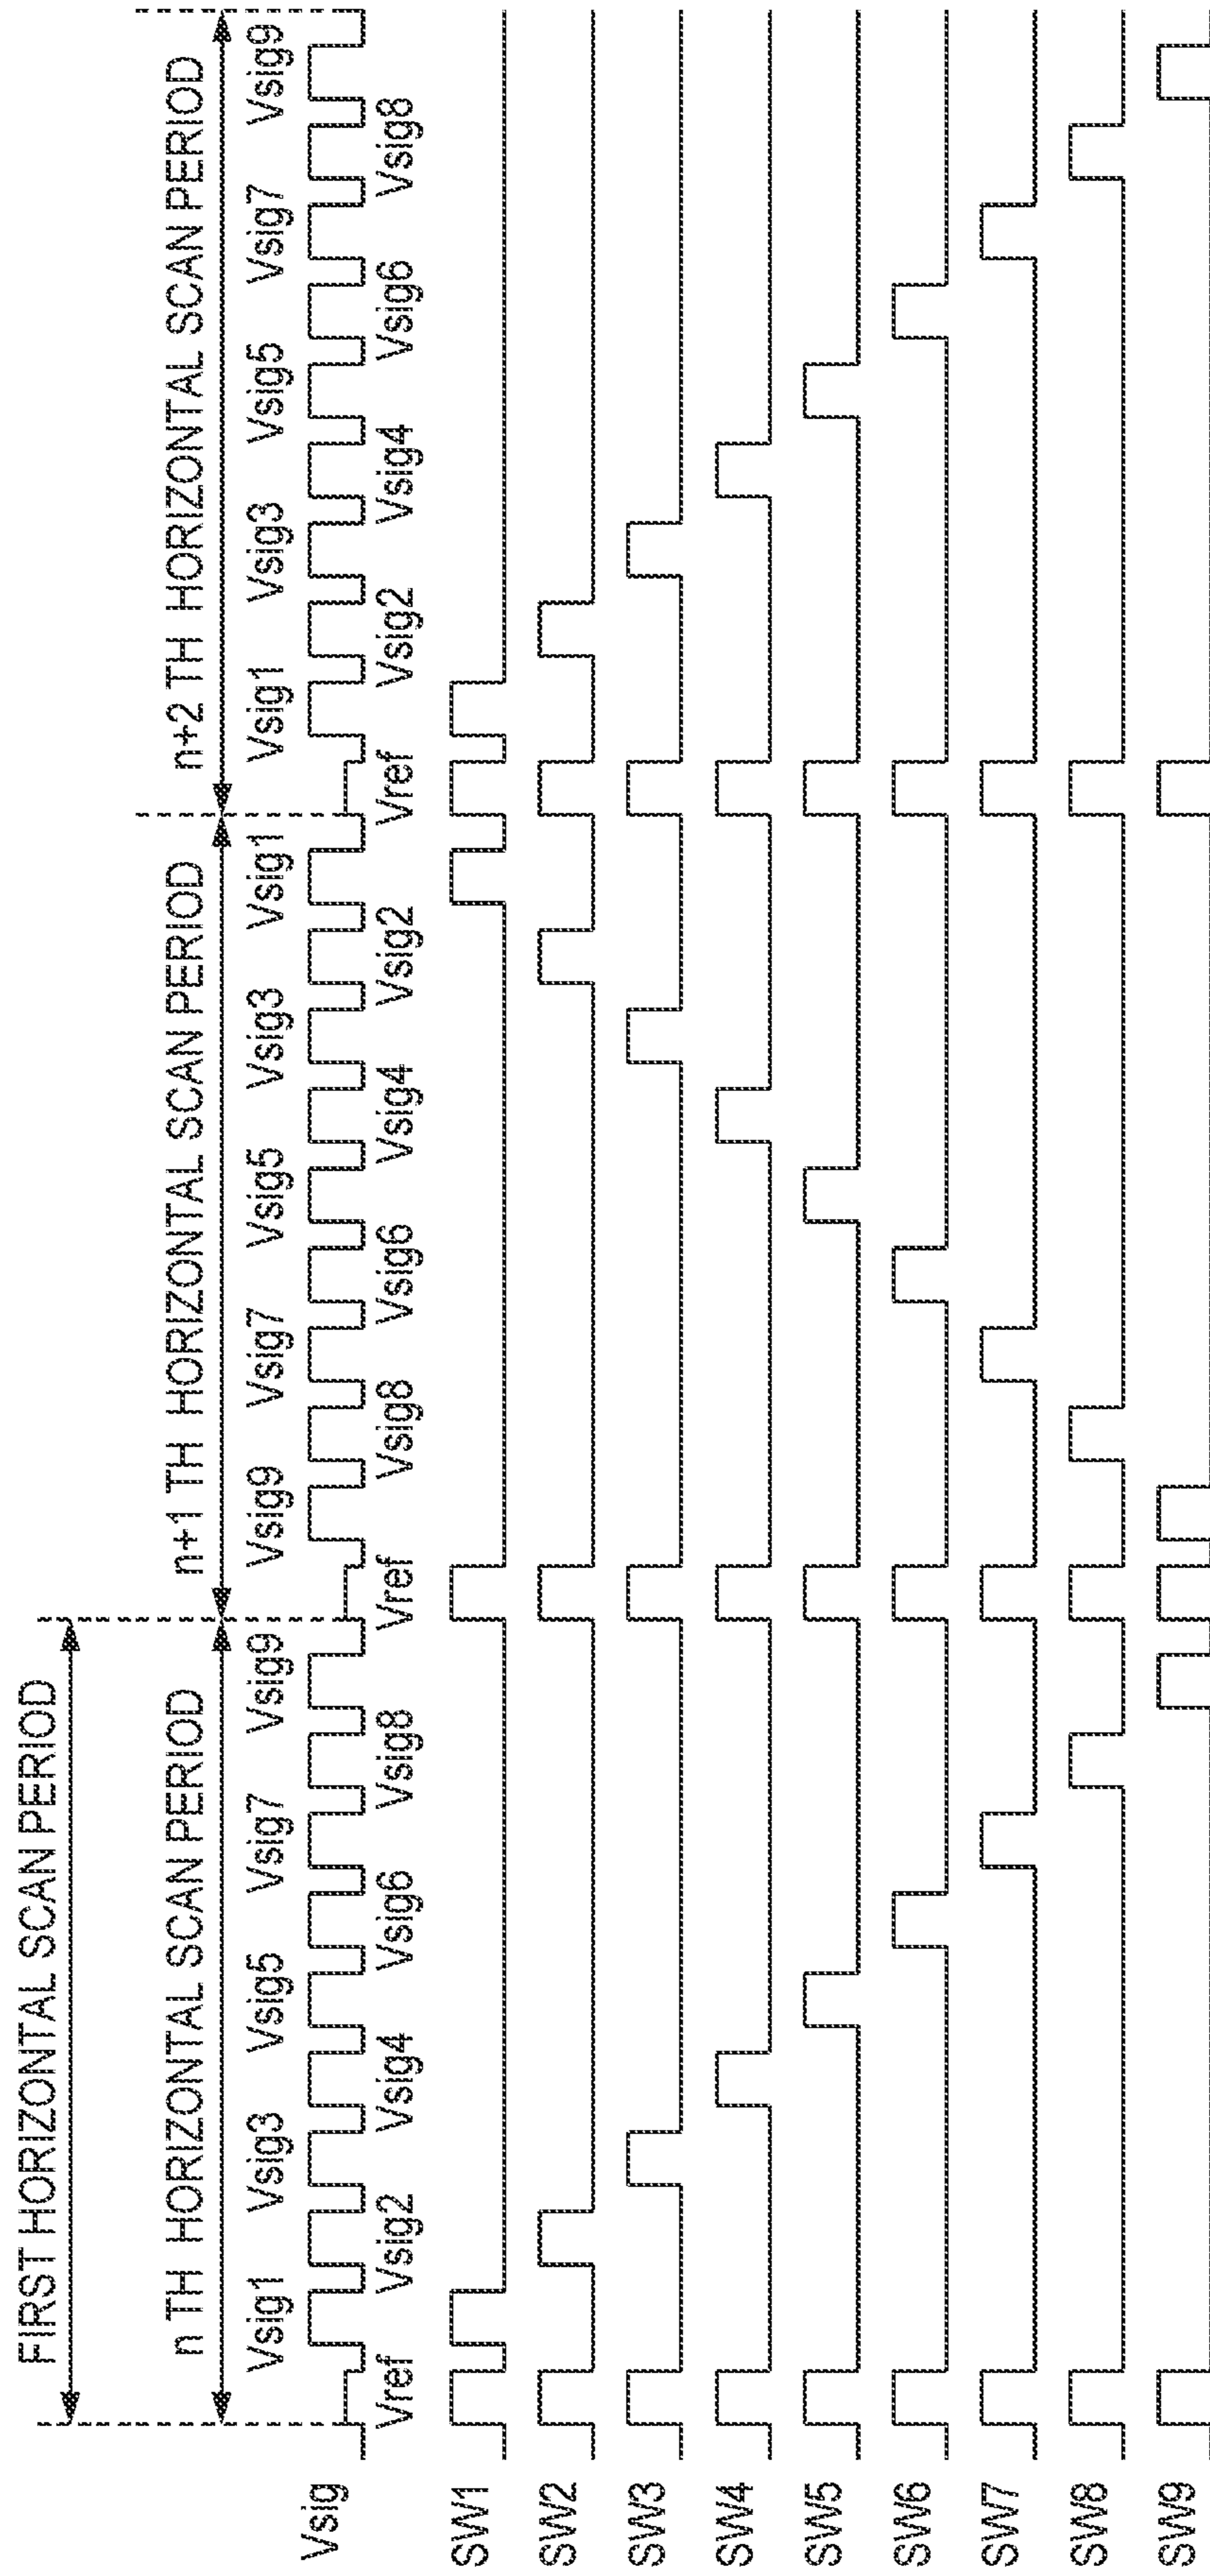 FIRST HORIZONTAL SCAN PERIOD
n TH HORIZONTAL SCAN PERIOD n+1 TH HORIZONTAL SCAN PERIOD n+2 TH HORIZONTAL SCAN PERIOD
Vsig1 Vsig3 Vsig5 Vsig7 Vsig9 Vsig9 Vsig7 Vsig5 Vsig3 Vsig1 Vsig1 Vsig3 Vsig5 Vsig7 Vsig9
Vsig
Vref Vsig2 Vsig4 Vsig6 Vsig8 Vref Vsig8 Vsig6 Vsig4 Vsig2 Vref Vsig2 Vsig4 Vsig6 Vsig8
SW1
SW2
SW3
SW4
SW5
SW6
SW7
SW8
SW9